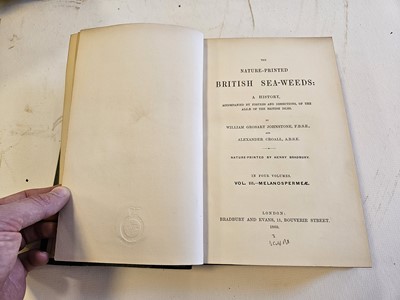 THE
NATURE-PRINTED
BRITISH SEA-WEEDS:
A HISTORY,
ACCOMPANIED BY FIGURES AND DISSECTIONS, OF THE
ALGÆ OF THE BRITISH ISLES.
BY
WILLIAM GROSART JOHNSTONE, F.B.S.E.,
AND
ALEXANDER CROALL, A.B.S.E.
NATURE-PRINTED BY HENRY BRADBURY.
IN FOUR VOLUMES.
VOL. III.—MELANOSPERMEÆ.
LONDON:
BRADBURY AND EVANS, 11, BOUVERIE STREET.